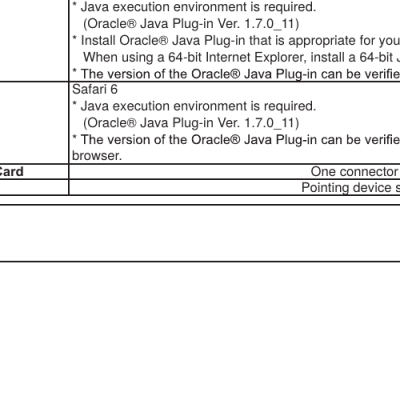 * Java execution environment is required.
(Oracle® Java Plug-in Ver. 1.7.0_11)
* Install Oracle® Java Plug-in that is appropriate for you
When using a 64-bit Internet Explorer, install a 64-bit
* The version of the Oracle® Java Plug-in can be verifie
Safari 6
* Java execution environment is required.
(Oracle® Java Plug-in Ver. 1.7.0_11)
* The version of the Oracle® Java Plug-in can be verifie
browser.
Card One connector
Pointing device s